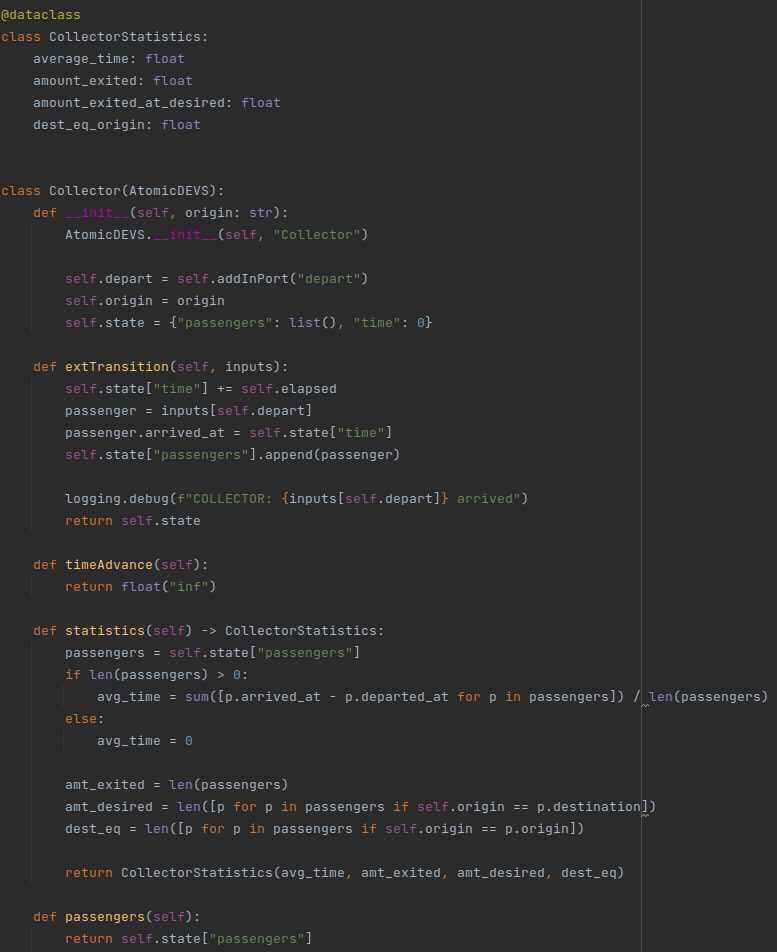 @dataclass
class CollectorStatistics:
    average_time: float
    amount_exited: float
    amount_exited_at_desired: float
    dest_eq_origin: float


class Collector(AtomicDEVS):
    def __init__(self, origin: str):
        AtomicDEVS.__init__(self, "Collector")

        self.depart = self.addInPort("depart")
        self.origin = origin
        self.state = {"passengers": list(), "time": 0}

    def extTransition(self, inputs):
        self.state["time"] += self.elapsed
        passenger = inputs[self.depart]
        passenger.arrived_at = self.state["time"]
        self.state["passengers"].append(passenger)

        logging.debug(f"COLLECTOR: {inputs[self.depart]} arrived")
        return self.state

    def timeAdvance(self):
        return float("inf")

    def statistics(self) -> CollectorStatistics:
        passengers = self.state["passengers"]
        if len(passengers) > 0:
            avg_time = sum([p.arrived_at - p.departed_at for p in passengers]) / len(passengers)
        else:
            avg_time = 0

        amt_exited = len(passengers)
        amt_desired = len([p for p in passengers if self.origin == p.destination])
        dest_eq = len([p for p in passengers if self.origin == p.origin])

        return CollectorStatistics(avg_time, amt_exited, amt_desired, dest_eq)

    def passengers(self):
        return self.state["passengers"]